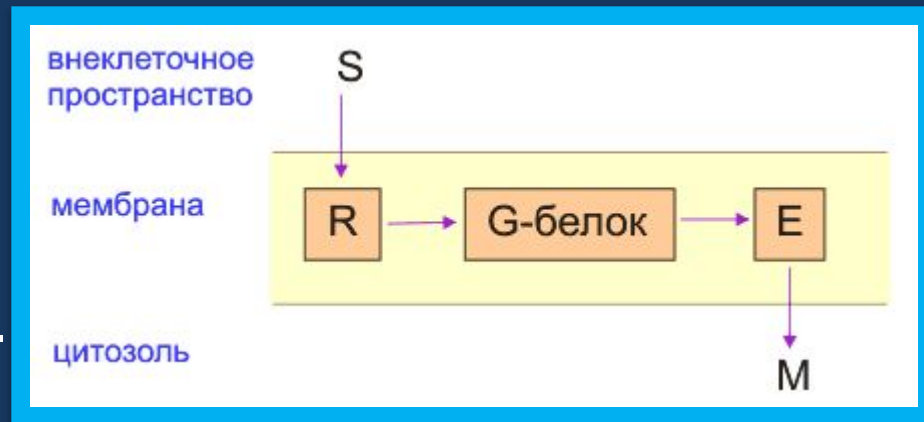 внеклеточное
пространство
S
мембрана
R
G-белок
E
цитозоль
M